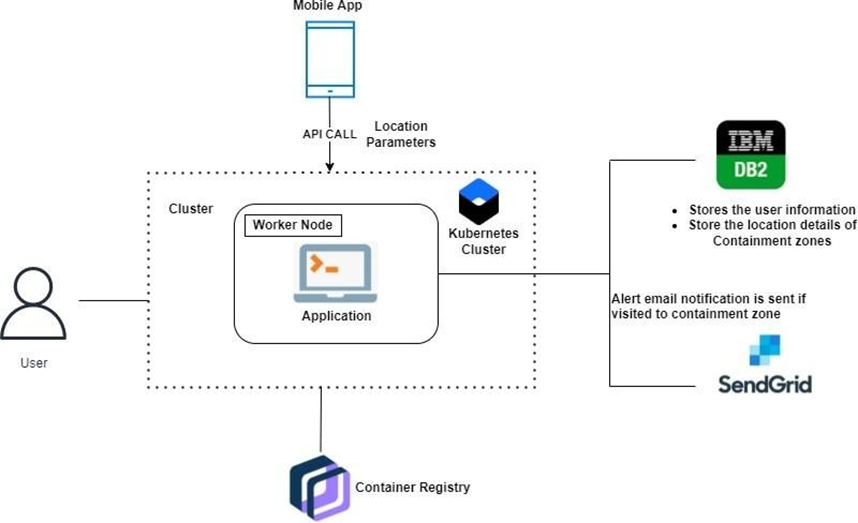 Mobile App
API CALL
Location
Parameters
Cluster
Worker Node
Kubernetes
Cluster
Application
User
IBM
DB2
• Stores the user information
• Store the location details of
Containment zones
Alert email notification is sent if
visited to containment zone
SendGrid
Container Registry